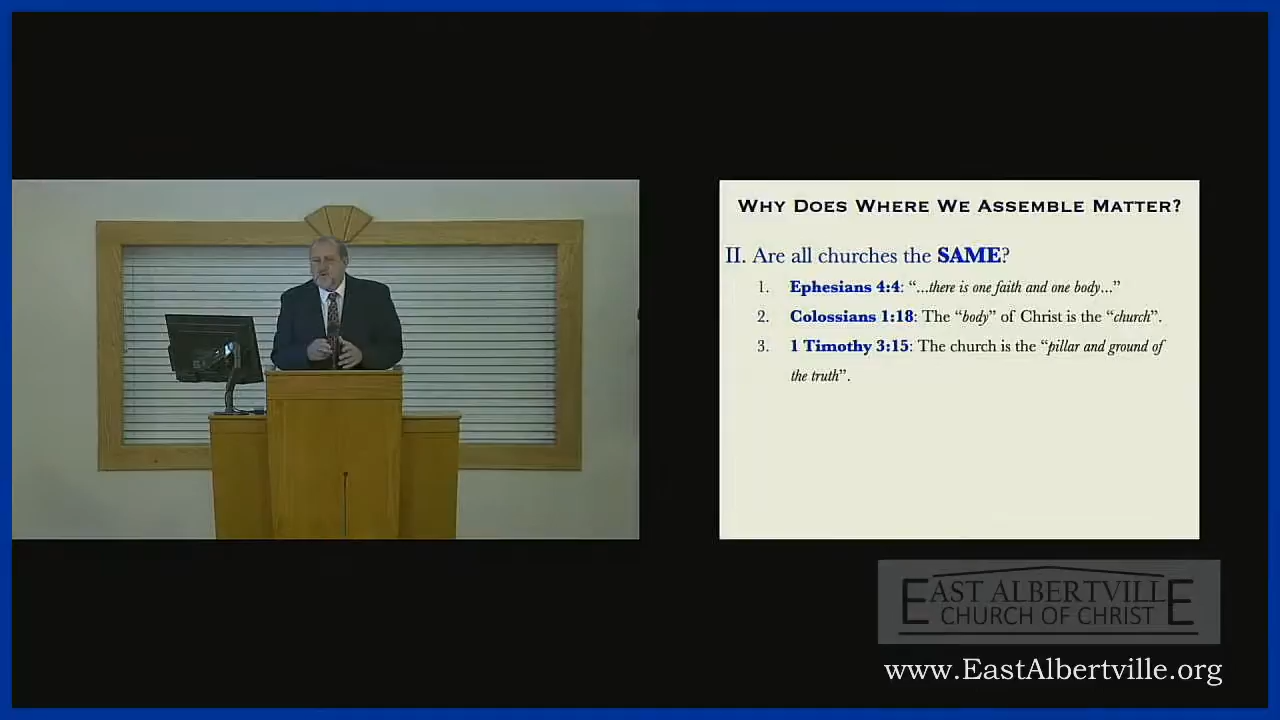 WHY DOES WHERE WE ASSEMBLE MATTER?
II. Are all churches the SAME?
1. Ephesians 4:4: “...there is one faith and one body...”
2. Colossians 1:18: The “body” of Christ is the “church”.
3. 1 Timothy 3:15: The church is the “pillar and ground of
the truth”.
EAST ALBERTVILLE
CHURCH OF CHRIST
www.EastAlbertville.org